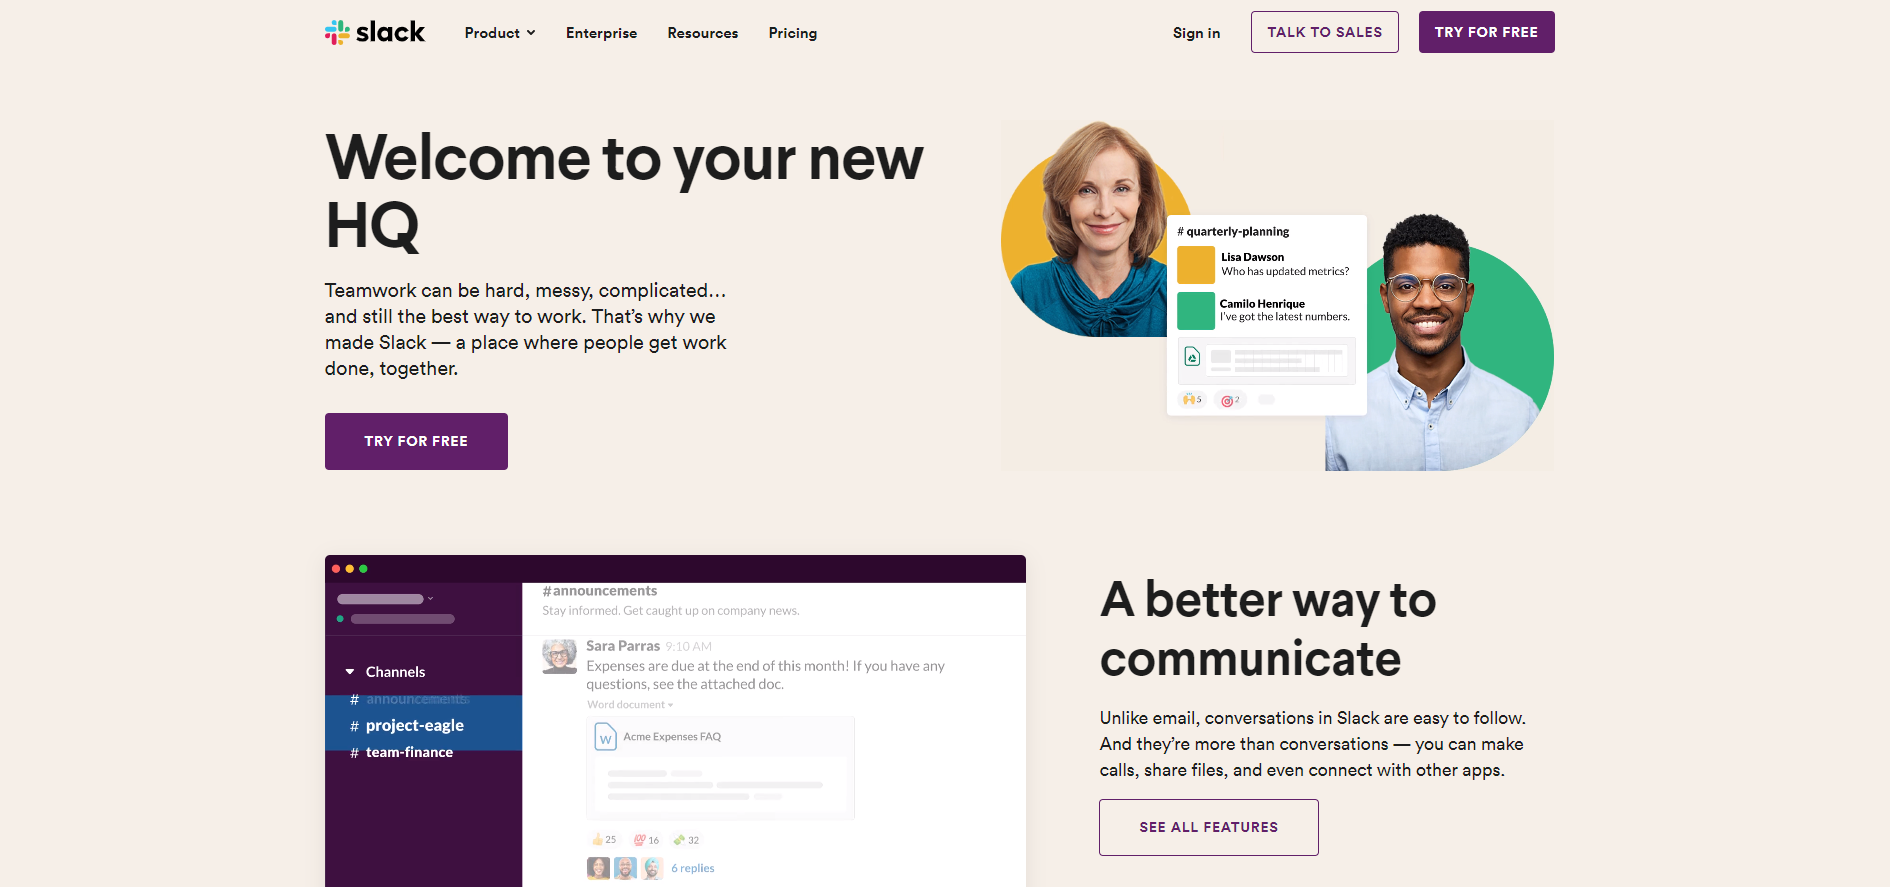 slack
Product
Enterprise
Resources
Pricing
Sign in
TALK TO SALES
TRY FOR FREE
Welcome to your new
HQ
Teamwork can be hard, messy, complicated…
and still the best way to work. That’s why we
made Slack — a place where people get work
done, together.
TRY FOR FREE
# quarterly-planning
Lisa Dawson
Who has updated metrics?
Camilo Henrique
I’ve got the latest numbers.
5
2
#announcements
Stay informed. Get caught up on company news.
Channels
# announcements
# project-eagle
# team-finance
Sara Parras 9:10 AM
Expenses are due at the end of this month! If you have any
questions, see the attached doc.
Word document
W Acme Expenses FAQ
25 100 16 32
6 replies
A better way to
communicate
Unlike email, conversations in Slack are easy to follow.
And they’re more than conversations — you can make
calls, share files, and even connect with other apps.
SEE ALL FEATURES